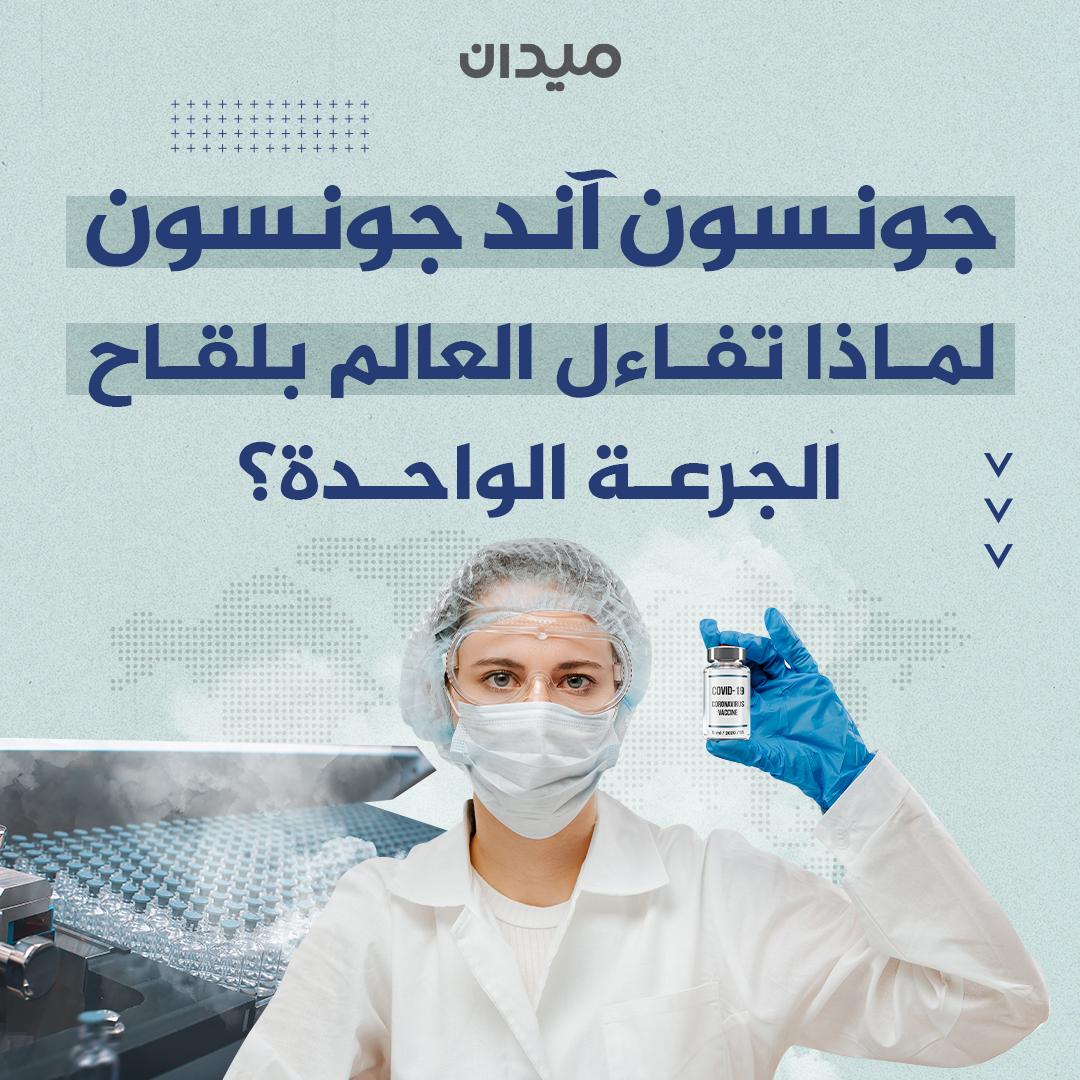 ميدان
جونسون آند جونسون
لماذا تفاءل العالم بلقاح
الجرعة الواحدة؟
COVID-19
CORONAVIRUS
VACCINE